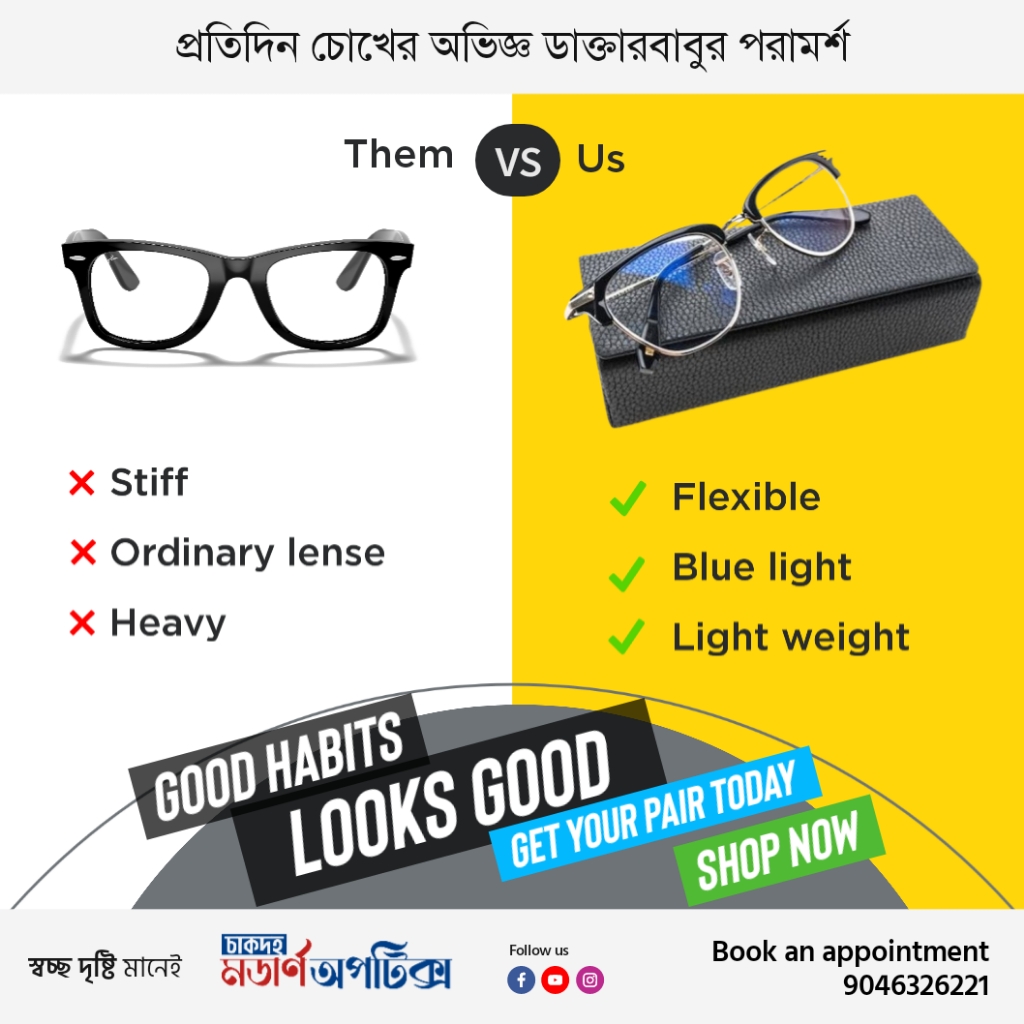 প্রতিদিন চোখের অভিজ্ঞ ডাক্তারবাবুর পরামর্শ
Them VS Us
Stiff
Ordinary lense
Heavy
Flexible
Blue light
Light weight
GOOD HABITS
LOOKS GOOD
GET YOUR PAIR TODAY
SHOP NOW
স্বচ্ছ দৃষ্টি মানেই
চাকদহ
মডার্ণ অপটিক্স
Follow us
Book an appointment
9046326221